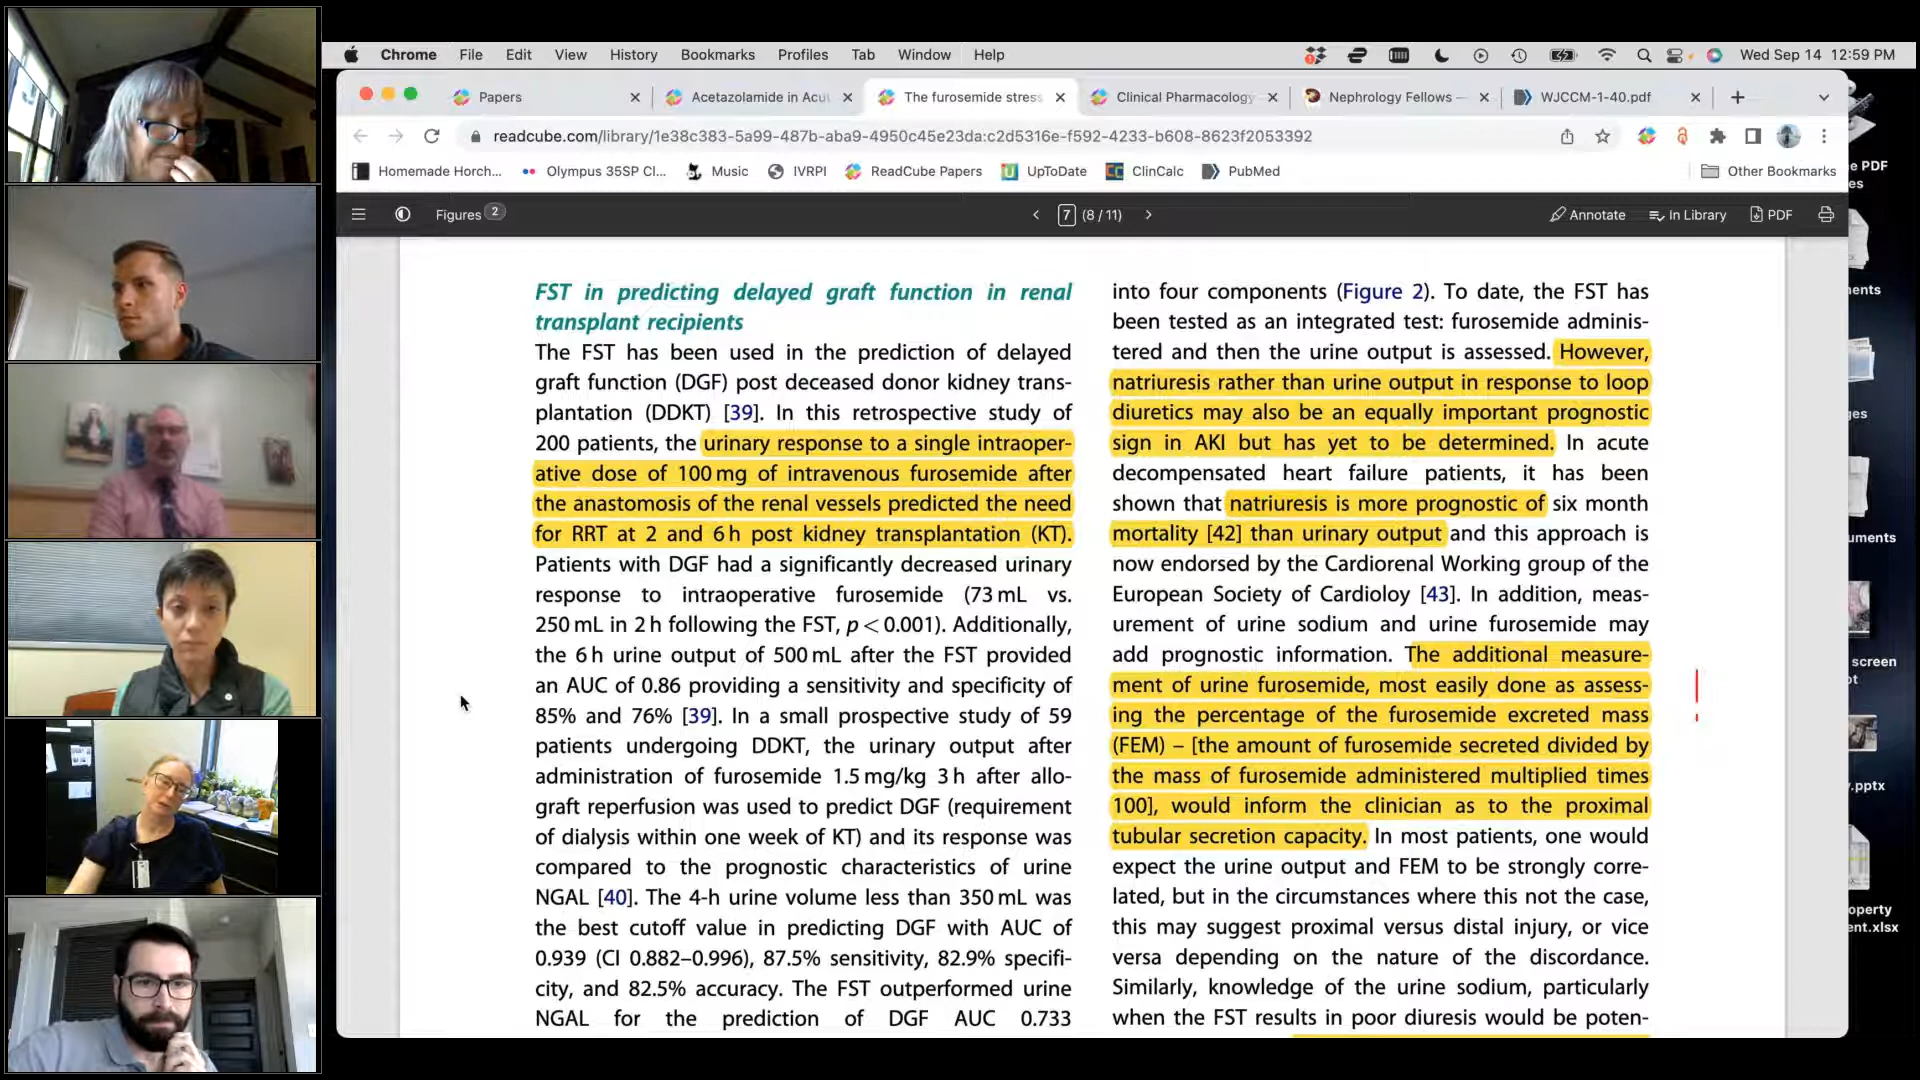 Chrome File Edit View History Bookmarks Profiles Tab Window Help Wed Sep 14 12:59 PM
Papers Acetazolamide in Acut The furosemide stress Clinical Pharmacology Nephrology Fellows — WJCCM-1-40.pdf
readcube.com/library/1e38c383-5a99-487b-aba9-4950c45e23da:c2d5316e-f592-4233-b608-8623f2053392
Homemade Horch... Olympus 35SP Cl... Music IVRPI ReadCube Papers UpToDate ClinCalc PubMed Other Bookmarks
Figures 2 7 (8 / 11) Annotate In Library PDF
FST in predicting delayed graft function in renal
transplant recipients
The FST has been used in the prediction of delayed
graft function (DGF) post deceased donor kidney trans-
plantation (DDKT) [39]. In this retrospective study of
200 patients, the urinary response to a single intraoper-
ative dose of 100 mg of intravenous furosemide after
the anastomosis of the renal vessels predicted the need
for RRT at 2 and 6 h post kidney transplantation (KT).
Patients with DGF had a significantly decreased urinary
response to intraoperative furosemide (73 mL vs.
250 mL in 2 h following the FST, p < 0.001). Additionally,
the 6 h urine output of 500 mL after the FST provided
an AUC of 0.86 providing a sensitivity and specificity of
85% and 76% [39]. In a small prospective study of 59
patients undergoing DDKT, the urinary output after
administration of furosemide 1.5 mg/kg 3 h after allo-
graft reperfusion was used to predict DGF (requirement
of dialysis within one week of KT) and its response was
compared to the prognostic characteristics of urine
NGAL [40]. The 4-h urine volume less than 350 mL was
the best cutoff value in predicting DGF with AUC of
0.939 (CI 0.882–0.996), 87.5% sensitivity, 82.9% specifi-
city, and 82.5% accuracy. The FST outperformed urine
NGAL for the prediction of DGF AUC 0.733
into four components (Figure 2). To date, the FST has
been tested as an integrated test: furosemide adminis-
tered and then the urine output is assessed. However,
natriuresis rather than urine output in response to loop
diuretics may also be an equally important prognostic
sign in AKI but has yet to be determined. In acute
decompensated heart failure patients, it has been
shown that natriuresis is more prognostic of six month
mortality [42] than urinary output and this approach is
now endorsed by the Cardiorenal Working group of the
European Society of Cardioloy [43]. In addition, meas-
urement of urine sodium and urine furosemide may
add prognostic information. The additional measure-
ment of urine furosemide, most easily done as assess-
ing the percentage of the furosemide excreted mass
(FEM) – [the amount of furosemide secreted divided by
the mass of furosemide administered multiplied times
100], would inform the clinician as to the proximal
tubular secretion capacity. In most patients, one would
expect the urine output and FEM to be strongly corre-
lated, but in the circumstances where this not the case,
this may suggest proximal versus distal injury, or vice
versa depending on the nature of the discordance.
Similarly, knowledge of the urine sodium, particularly
when the FST results in poor diuresis would be poten-
e PDF
es
ents
ges
uments
screen
ot
y.pptx
operty
ent.xlsx